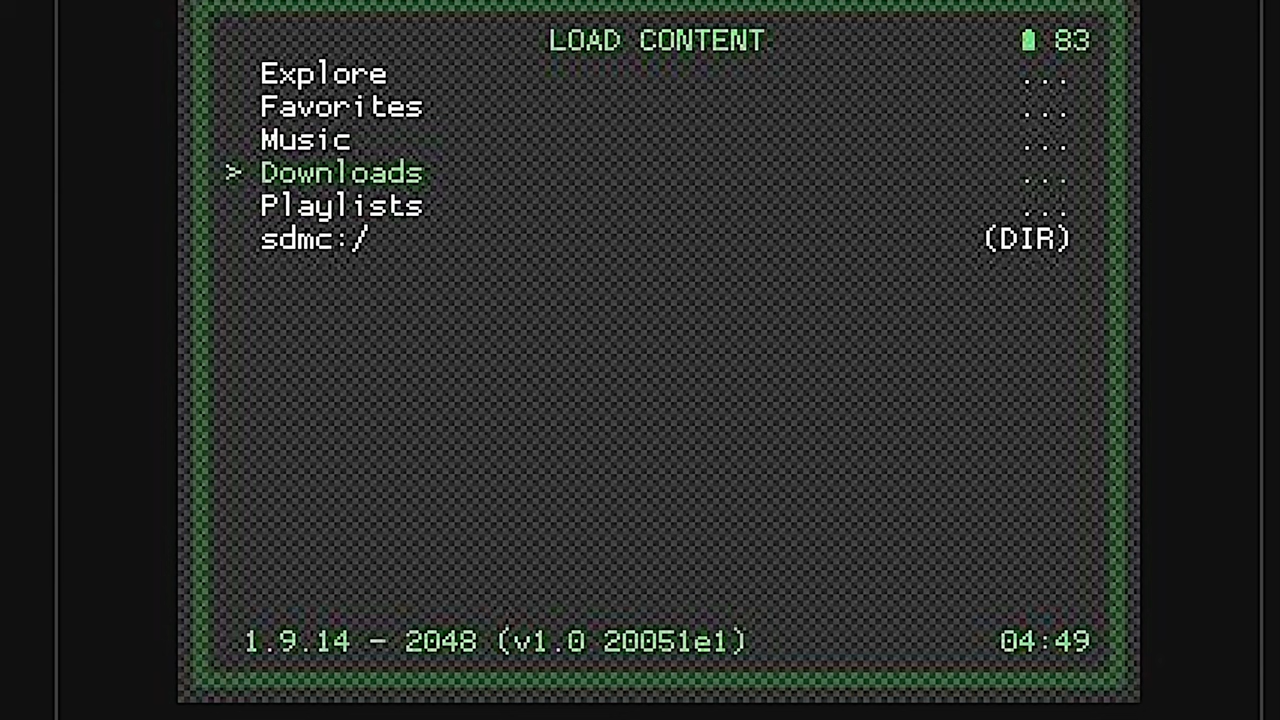 LOAD CONTENT 83
Explore ...
Favorites ...
Music ...
> Downloads ...
Playlists ...
sdmc:/ (DIR)
1.9.14 - 2048 (v1.0 20051e1) 04:49